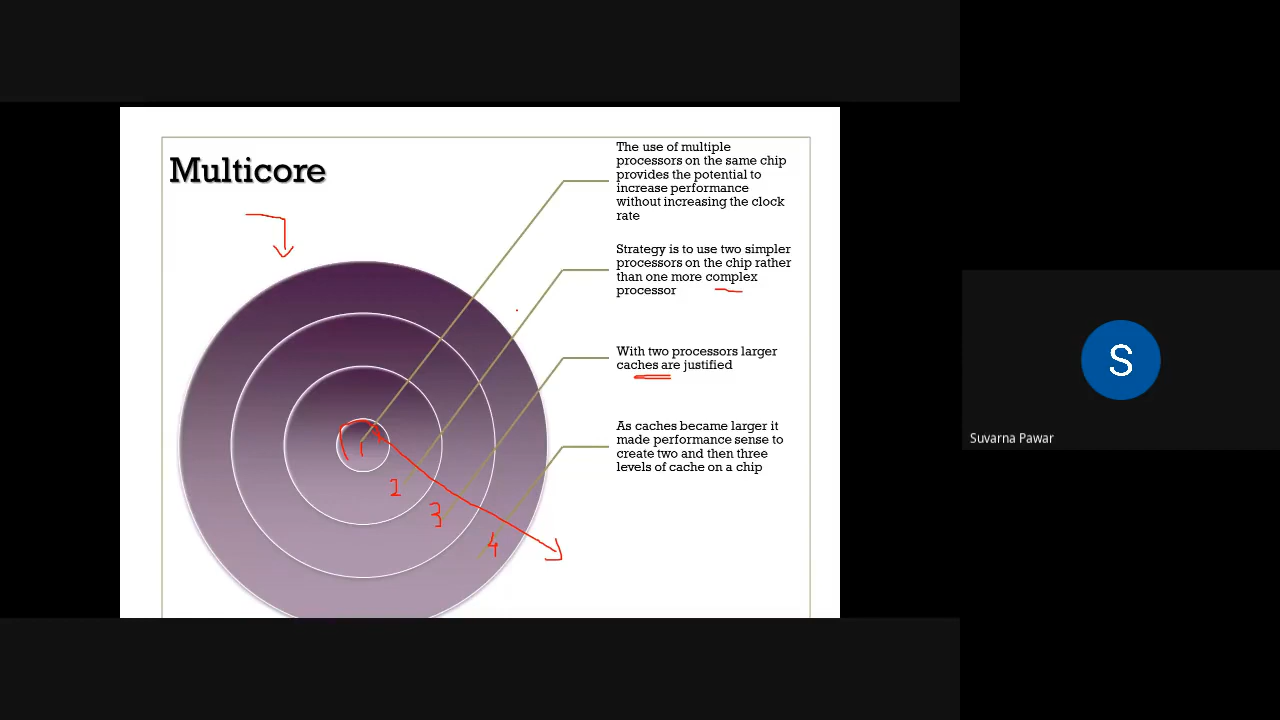 Multicore
The use of multiple
processors on the same chip
provides the potential to
increase performance
without increasing the clock
rate
Strategy is to use two simpler
processors on the chip rather
than one more complex
processor
With two processors larger
caches are justified
As caches became larger it
made performance sense to
create two and then three
levels of cache on a chip
1
2
3
4
S
Suvarna Pawar